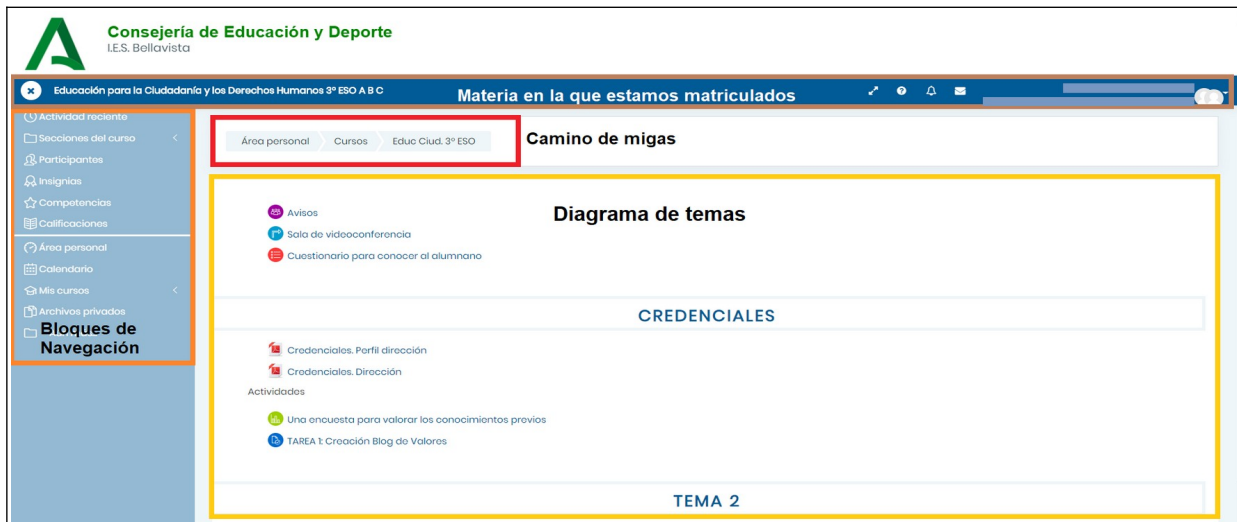 Consejería de Educación y Deporte
I.E.S. Bellavista
Educación para la Ciudadanía y los Derechos Humanos 3º ESO A B C
Materia en la que estamos matriculados
Actividad reciente
Secciones del curso
Participantes
Insignias
Competencias
Calificaciones
Área personal
Calendario
Mis cursos
Archivos privados
Bloques de
Navegación
Área personal Cursos Educ Ciud. 3º ESO
Camino de migas
Diagrama de temas
Avisos
Sala de videoconferencia
Cuestionario para conocer al alumnano
CREDENCIALES
Credenciales. Perfil dirección
Credenciales. Dirección
Actividades
Una encuesta para valorar los conocimientos previos
TAREA 1: Creación Blog de Valores
TEMA 2